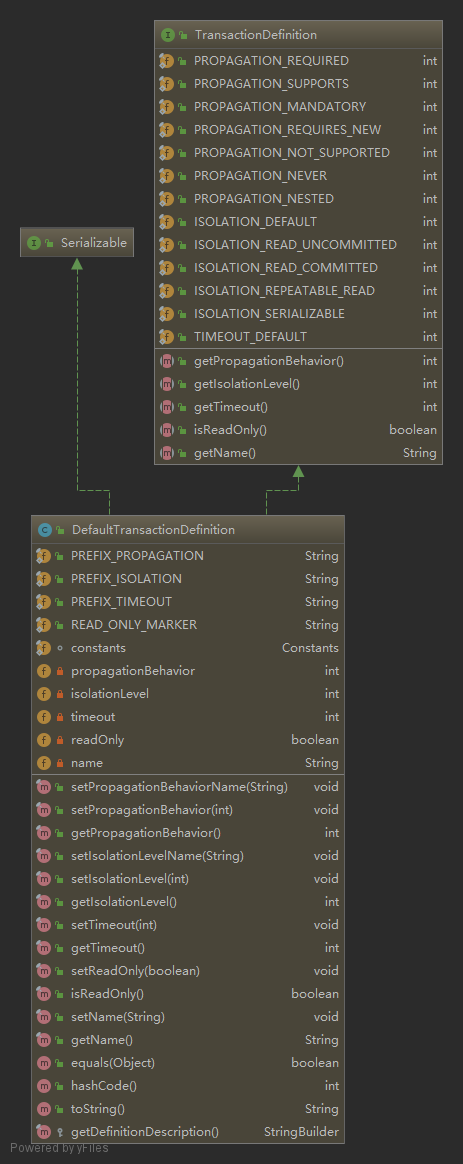 TransactionDefinition
PROPAGATION_REQUIRED int
PROPAGATION_SUPPORTS int
PROPAGATION_MANDATORY int
PROPAGATION_REQUIRES_NEW int
PROPAGATION_NOT_SUPPORTED int
PROPAGATION_NEVER int
PROPAGATION_NESTED int
ISOLATION_DEFAULT int
ISOLATION_READ_UNCOMMITTED int
ISOLATION_READ_COMMITTED int
ISOLATION_REPEATABLE_READ int
ISOLATION_SERIALIZABLE int
TIMEOUT_DEFAULT int
getPropagationBehavior() int
getIsolationLevel() int
getTimeout() int
isReadOnly() boolean
getName() String
Serializable
DefaultTransactionDefinition
PREFIX_PROPAGATION String
PREFIX_ISOLATION String
PREFIX_TIMEOUT String
READ_ONLY_MARKER String
constants Constants
propagationBehavior int
isolationLevel int
timeout int
readOnly boolean
name String
setPropagationBehaviorName(String) void
setPropagationBehavior(int) void
getPropagationBehavior() int
setIsolationLevelName(String) void
setIsolationLevel(int) void
getIsolationLevel() int
setTimeout(int) void
getTimeout() int
setReadOnly(boolean) void
isReadOnly() boolean
setName(String) void
getName() String
equals(Object) boolean
hashCode() int
toString() String
getDefinitionDescription() StringBuilder
Powered by yFiles